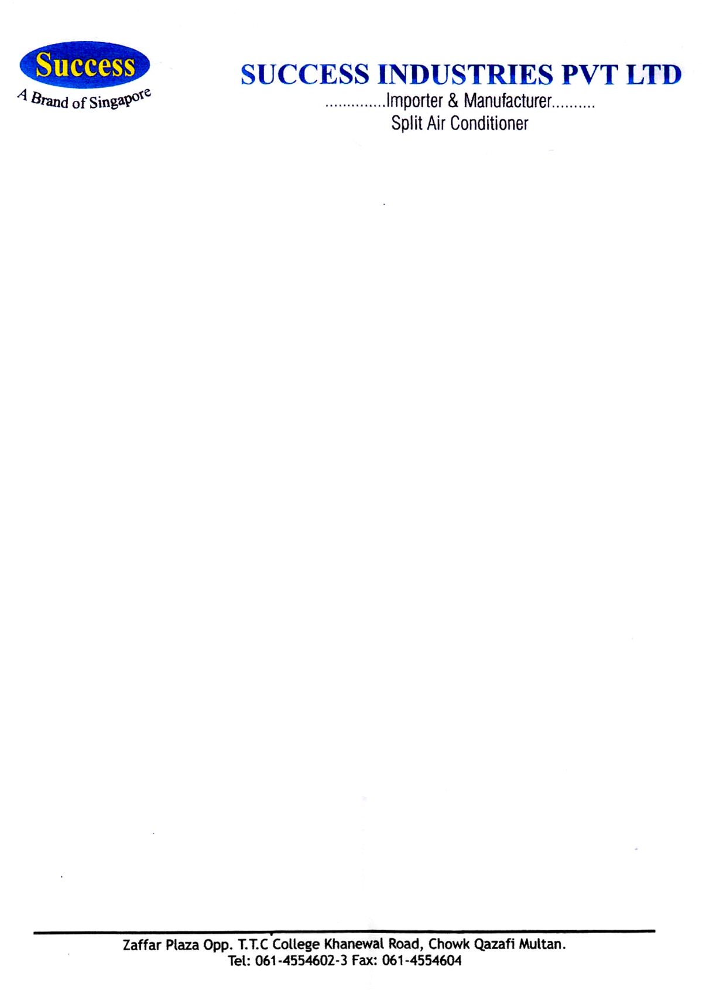 Success
A Brand of Singapore
SUCCESS INDUSTRIES PVT LTD
..............Importer & Manufacturer..........
Split Air Conditioner
Zaffar Plaza Opp. T.T.C College Khanewal Road, Chowk Qazafi Multan.
Tel: 061-4554602-3 Fax: 061-4554604